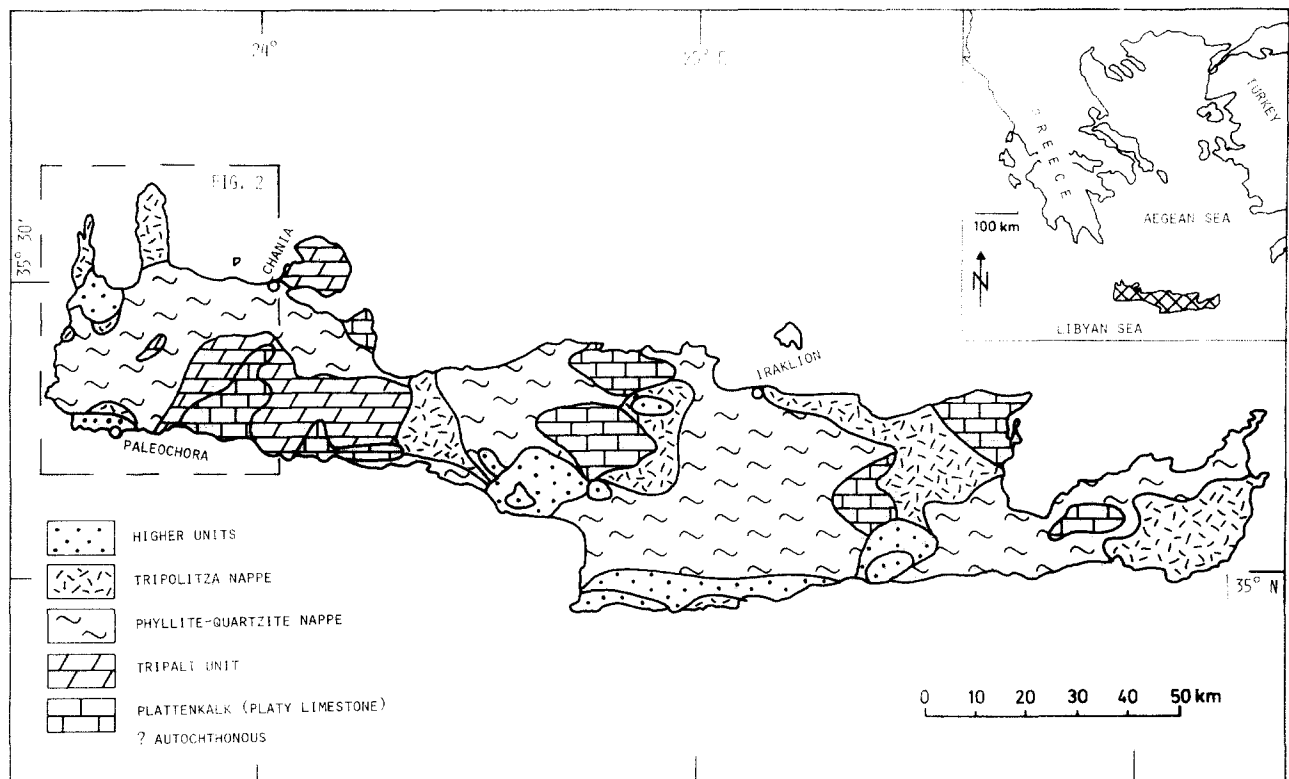 24°
FIG. 2
35° 30'
CHANIA
PALEOCHORA
IRAKLION
35° N
GREECE
TURKEY
AEGEAN SEA
100 km
N
LIBYAN SEA
HIGHER UNITS
TRIPOLITZA NAPPE
PHYLLITE-QUARTZITE NAPPE
TRIPALI UNIT
PLATTENKALK (PLATY LIMESTONE)
? AUTOCHTHONOUS
0 10 20 30 40 50 km